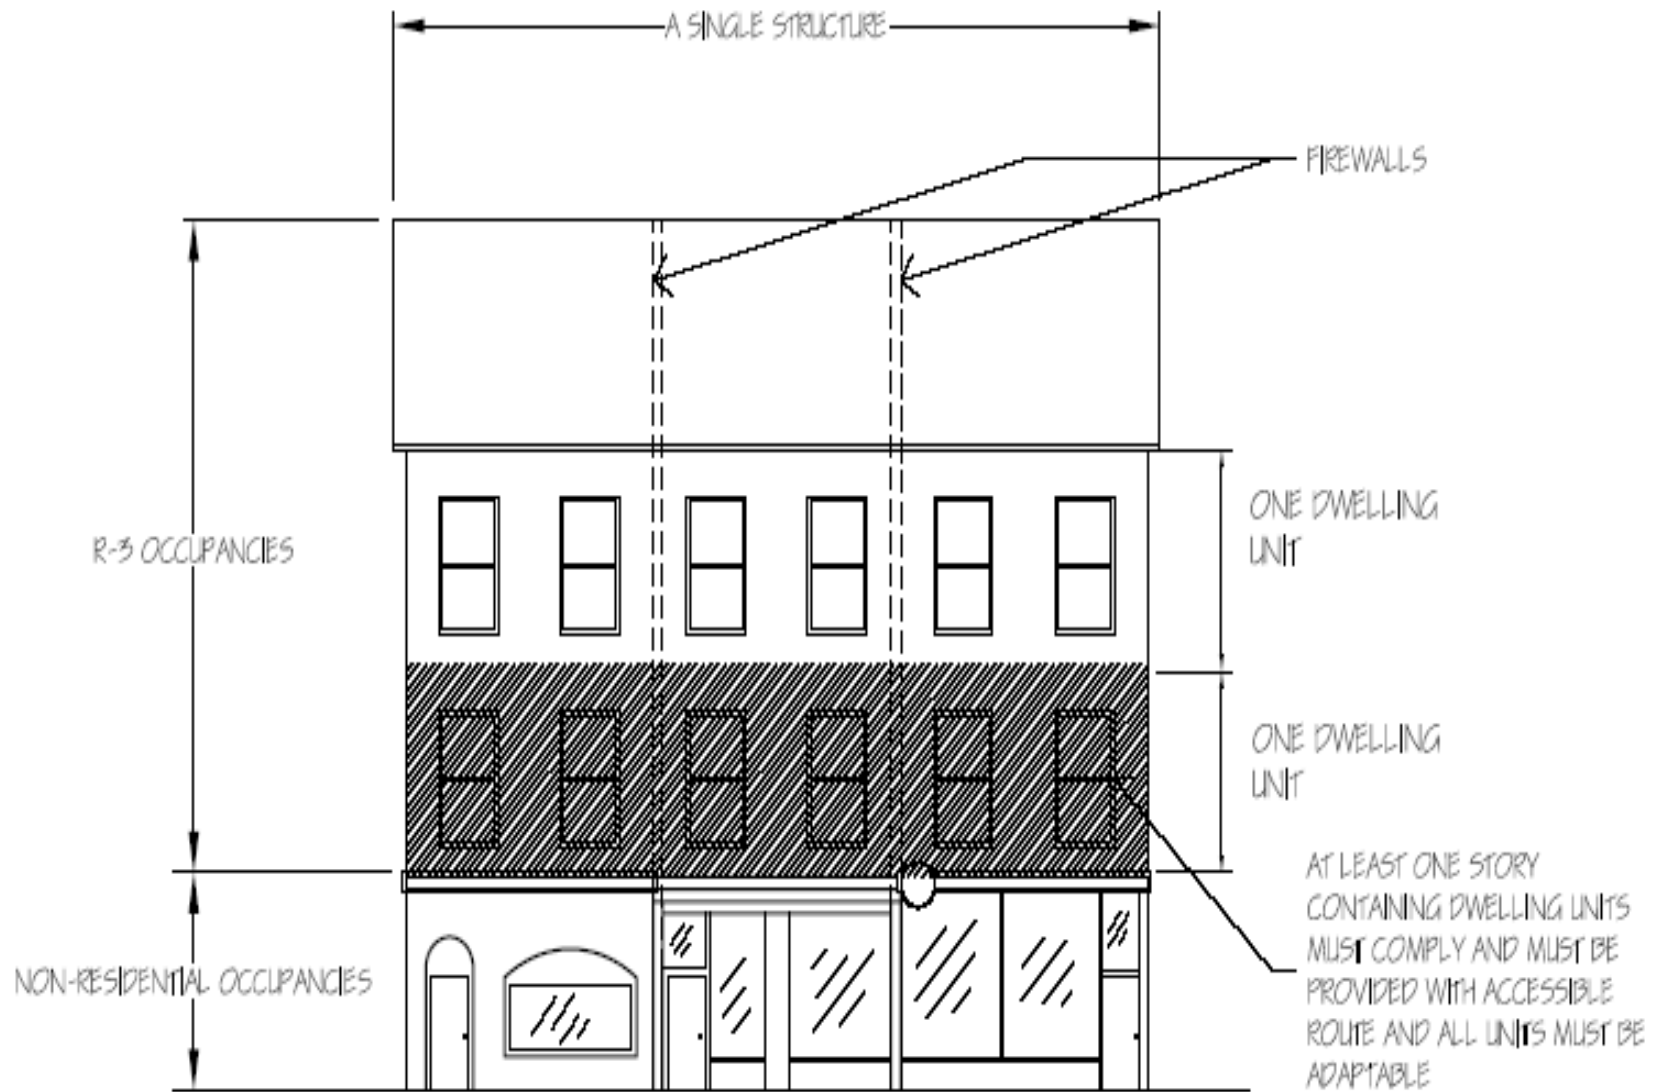 A SINGLE STRUCTURE
FIREWALLS
R-3 OCCUPANCIES
ONE DWELLING
UNIT
ONE DWELLING
UNIT
AT LEAST ONE STORY
CONTAINING DWELLING UNITS
MUST COMPLY AND MUST BE
PROVIDED WITH ACCESSIBLE
ROUTE AND ALL UNITS MUST BE
ADAPTABLE
NON-RESIDENTIAL OCCUPANCIES